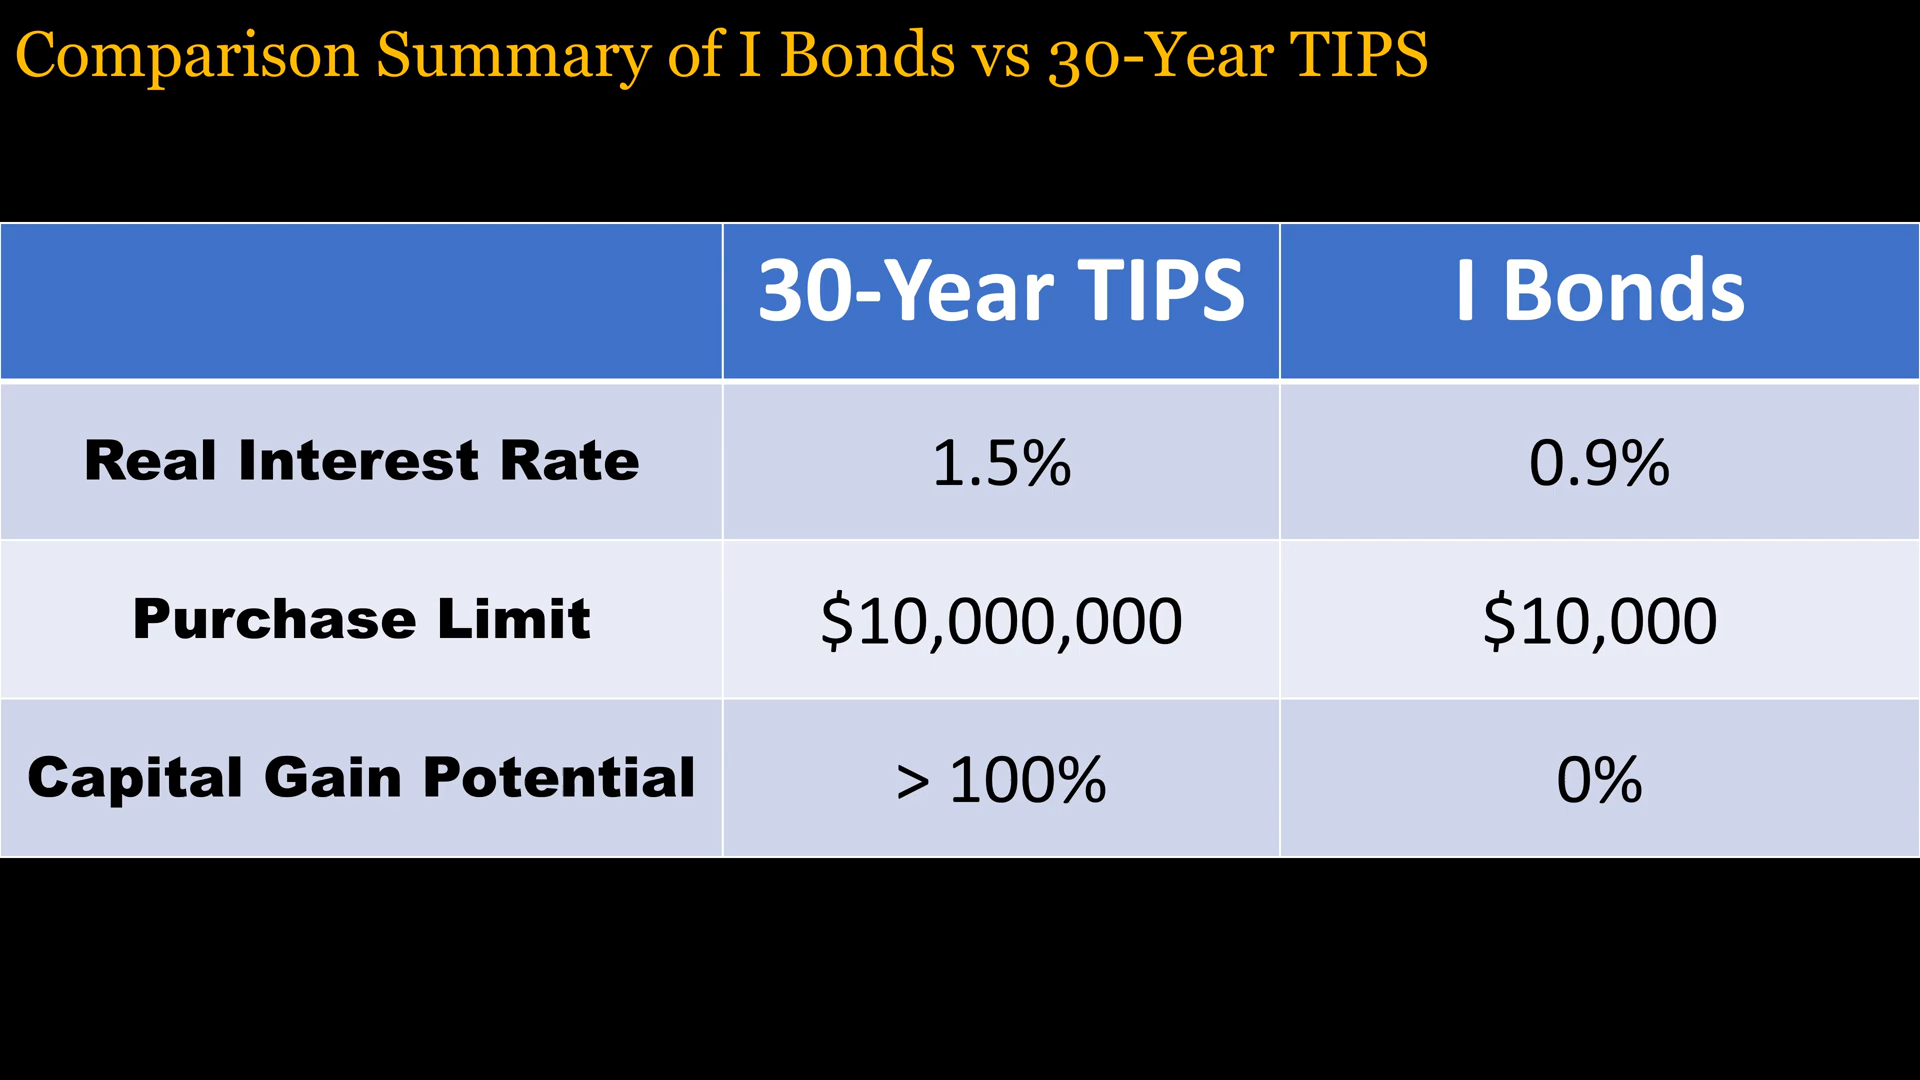 Comparison Summary of I Bonds vs 30-Year TIPS
30-Year TIPS I Bonds
Real Interest Rate 1.5% 0.9%
Purchase Limit $10,000,000 $10,000
Capital Gain Potential > 100% 0%